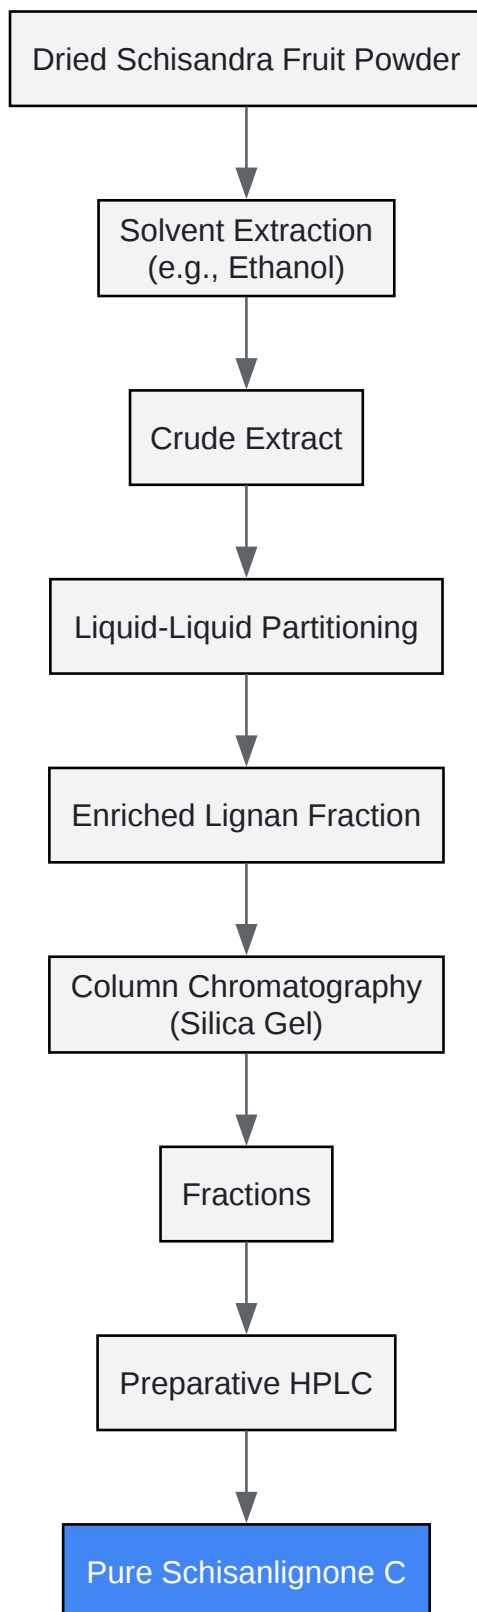 Dried Schisandra Fruit Powder
Solvent Extraction
(e.g., Ethanol)
Crude Extract
Liquid-Liquid Partitioning
Enriched Lignan Fraction
Column Chromatography
(Silica Gel)
Fractions
Preparative HPLC
Pure Schisanlignone C